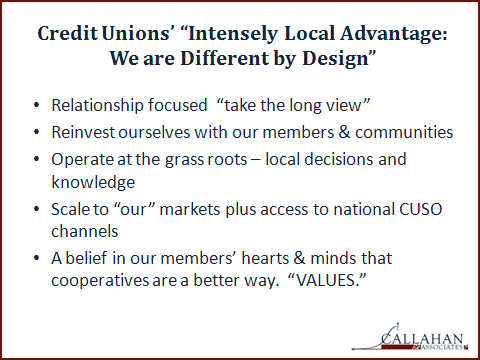 Credit Unions’ “Intensely Local Advantage:
We are Different by Design”
• Relationship focused “take the long view”
• Reinvest ourselves with our members & communities
• Operate at the grass roots – local decisions and
knowledge
• Scale to “our” markets plus access to national CUSO
channels
• A belief in our members’ hearts & minds that
cooperatives are a better way. “VALUES.”
CALLAHAN
& ASSOCIATES